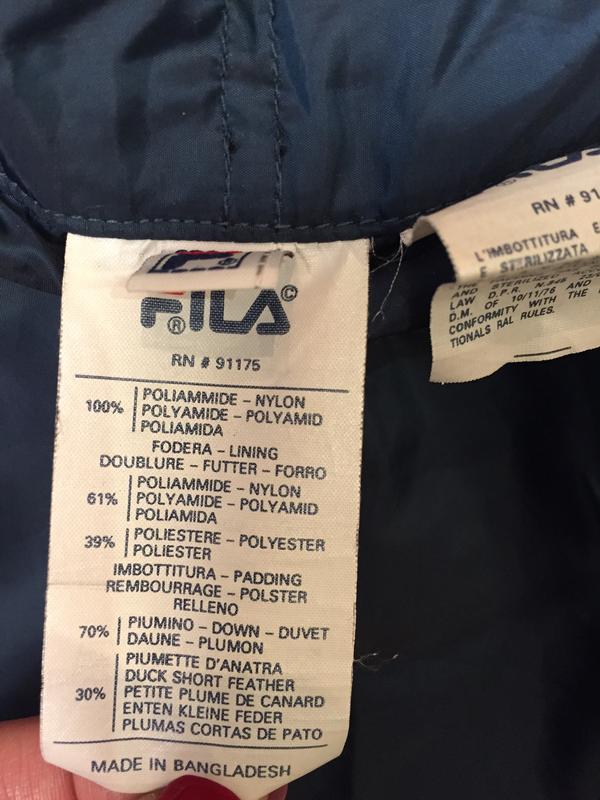 FILA©
®
RN # 91175
100% POLIAMMIDE – NYLON
POLYAMIDE – POLYAMID
POLIAMIDA
FODERA – LINING
DOUBLURE – FUTTER – FORRO
61% POLIAMMIDE – NYLON
POLYAMIDE – POLYAMID
POLIAMIDA
39% POLIESTERE – POLYESTER
POLIESTER
IMBOTTITURA – PADDING
REMBOURRAGE – POLSTER
RELLENO
70% PIUMINO – DOWN – DUVET
DAUNE – PLUMON
30% PIUMETTE D'ANATRA
DUCK SHORT FEATHER
PETITE PLUME DE CANARD
ENTEN KLEINE FEDER
PLUMAS CORTAS DE PATO
MADE IN BANGLADESH
RN # 91
L'IMBOTTITURA E
E STERILIZZATA
AND STERILIZED
LAW D.P.R.
D.M. OF 10/11/76 AND
CONFORMITY WITH THE
TIONALS RAL RULES.